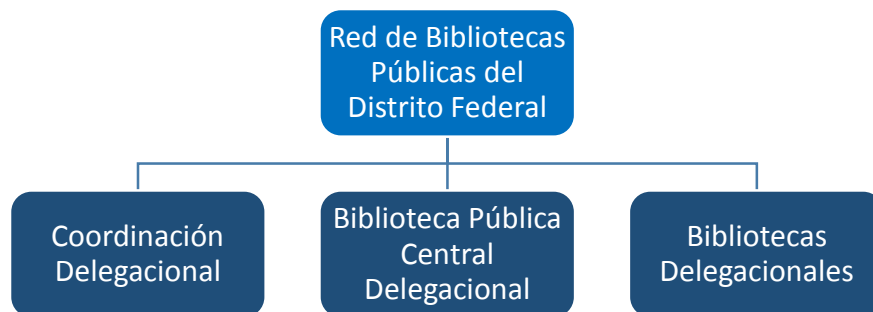 Red de Bibliotecas
Públicas del
Distrito Federal
Coordinación
Delegacional
Biblioteca Pública
Central
Delegacional
Bibliotecas
Delegacionales